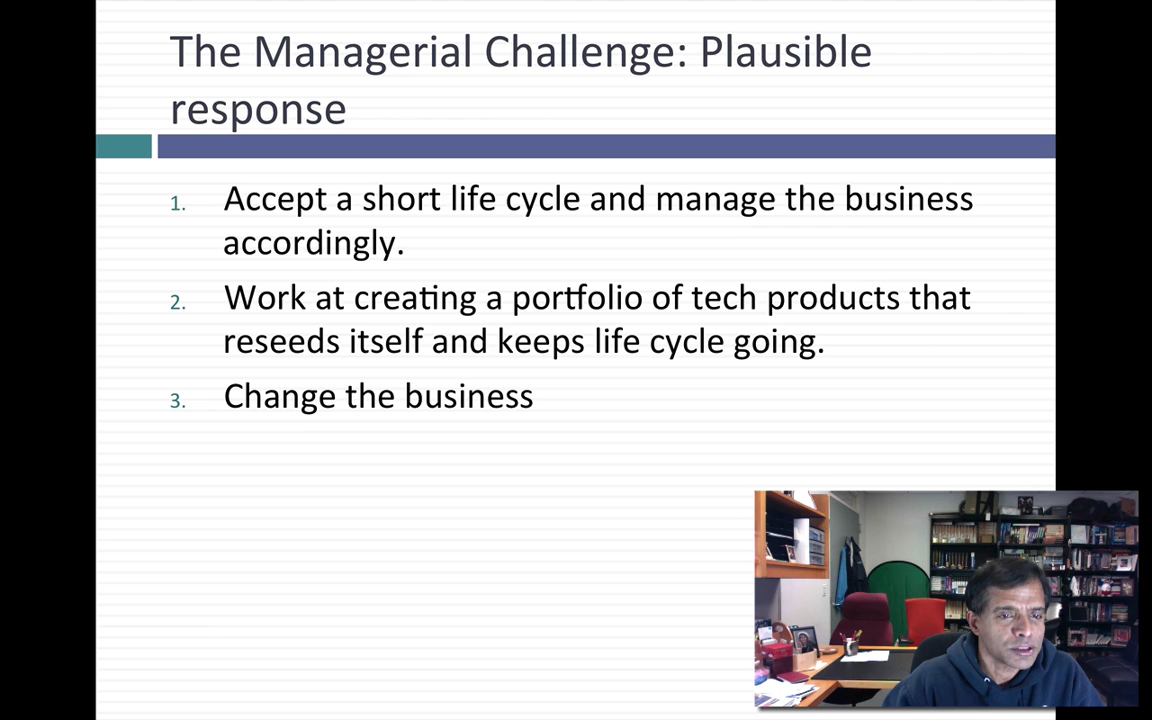 The Managerial Challenge: Plausible
response
1. Accept a short life cycle and manage the business
accordingly.
2. Work at creating a portfolio of tech products that
reseeds itself and keeps life cycle going.
3. Change the business